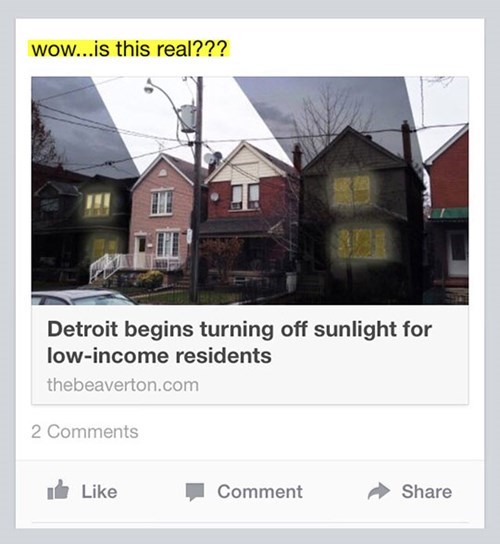 wow...is this real???
Detroit begins turning off sunlight for
low-income residents
thebeaverton.com
2 Comments
Like
Comment
Share